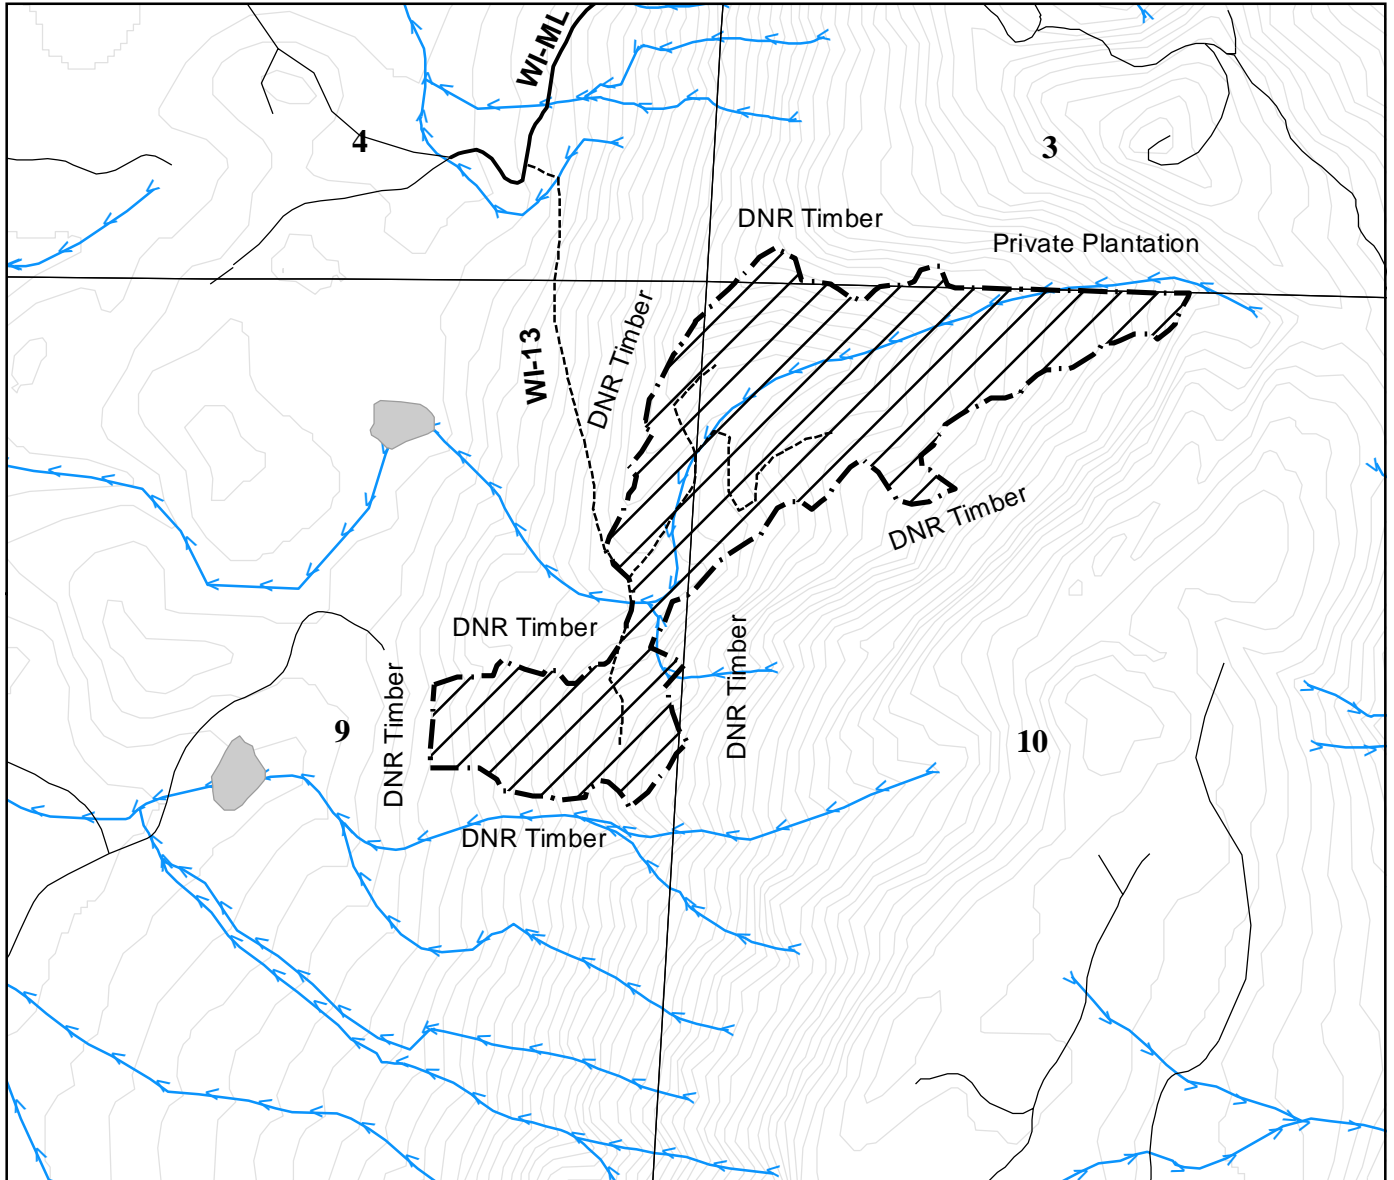 WI-ML
4
3
DNR Timber
Private Plantation
DNR Timber
WI-13
DNR Timber
DNR Timber
DNR Timber
DNR Timber
9
10
DNR Timber